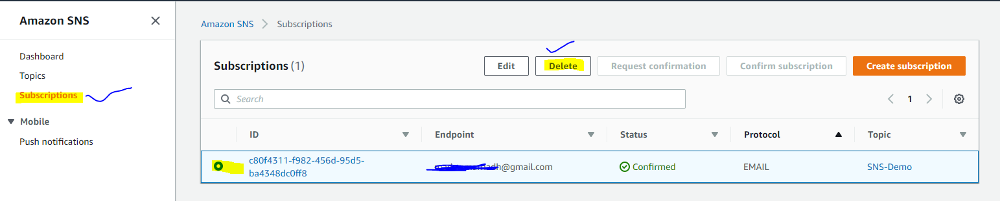 Amazon SNS
Amazon SNS > Subscriptions
Dashboard
Topics
Subscriptions
Mobile
Push notifications
Subscriptions (1)
Edit
Delete
Request confirmation
Confirm subscription
Create subscription
Search
1
ID
Endpoint
Status
Protocol
Topic
c80f4311-f982-456d-95d5-
ba4348dc0ff8
@gmail.com
Confirmed
EMAIL
SNS-Demo